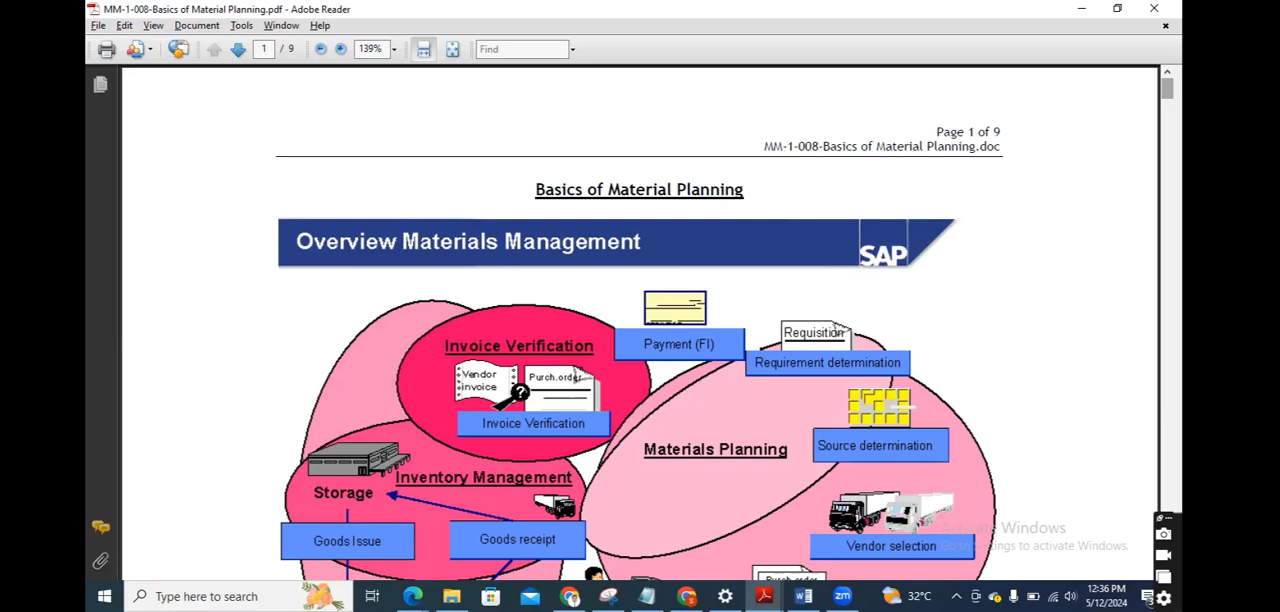 MM-1-008-Basics of Material Planning.pdf - Adobe Reader
File Edit View Document Tools Window Help
1 / 9 139% Find
Page 1 of 9
MM-1-008-Basics of Material Planning.doc
Basics of Material Planning
Overview Materials Management
SAP
Payment (FI)
Requisition
Requirement determination
Invoice Verification
Vendor
invoice
Purch.order
?
Invoice Verification
Materials Planning
Source determination
Inventory Management
Storage
Goods Issue
Goods receipt
Vendor selection
Purch.order
Activate Windows
Go to Settings to activate Windows.
Type here to search
32°C
12:36 PM
5/12/2024